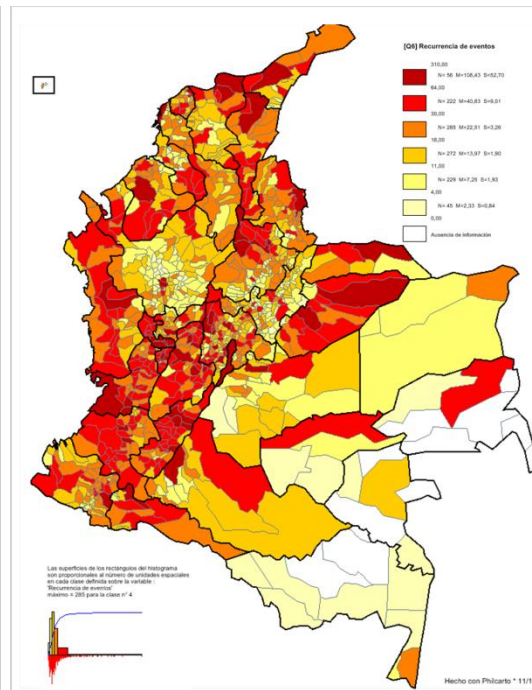 [Q6] Recurrencia de eventos
310,00
N= 56 M=108,43 S=52,70
64,00
N= 222 M=40,83 S=9,01
30,00
N= 285 M=22,51 S=3,26
18,00
N= 272 M=13,97 S=1,90
11,00
N= 229 M=7,25 S=1,93
4,00
N= 45 M=2,33 S=0,84
0,00
Ausencia de información
Las superficies de los rectángulos del histograma
son proporcionales al número de unidades espaciales
en cada clase definida sobre la variable :
'Recurrencia de eventos'
máximo = 285 para la clase n° 4
Hecho con Philcarto * 11/1